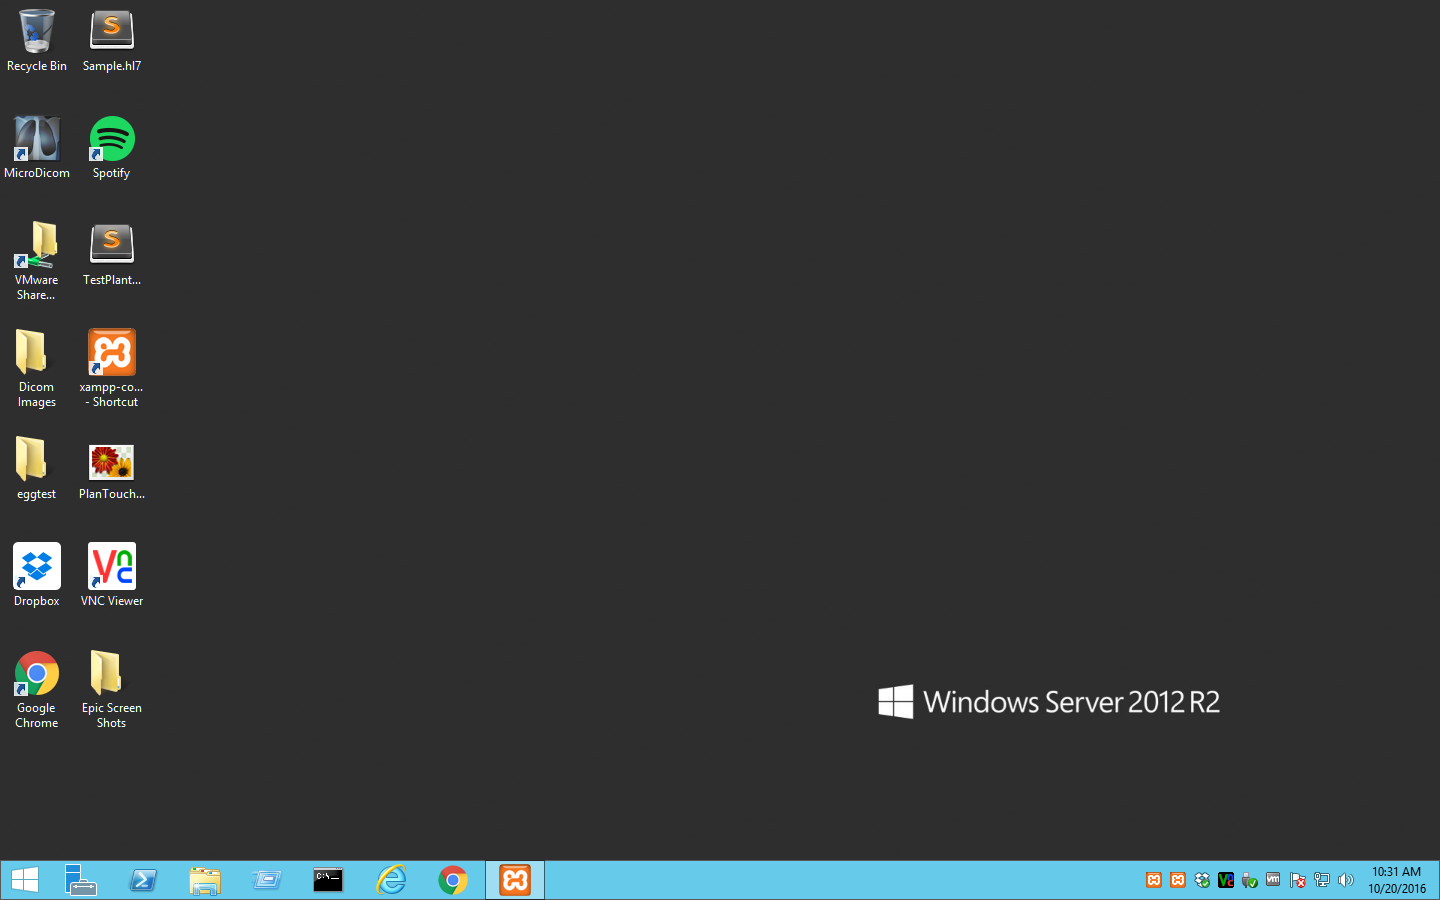 Recycle Bin
Sample.hl7
MicroDicom
Spotify
VMware
Share...
TestPlant...
Dicom
Images
xampp-co...
- Shortcut
eggtest
PlanTouch...
Dropbox
VNC Viewer
Google
Chrome
Epic Screen
Shots
Windows Server 2012 R2
C:\_
10:31 AM
10/20/2016